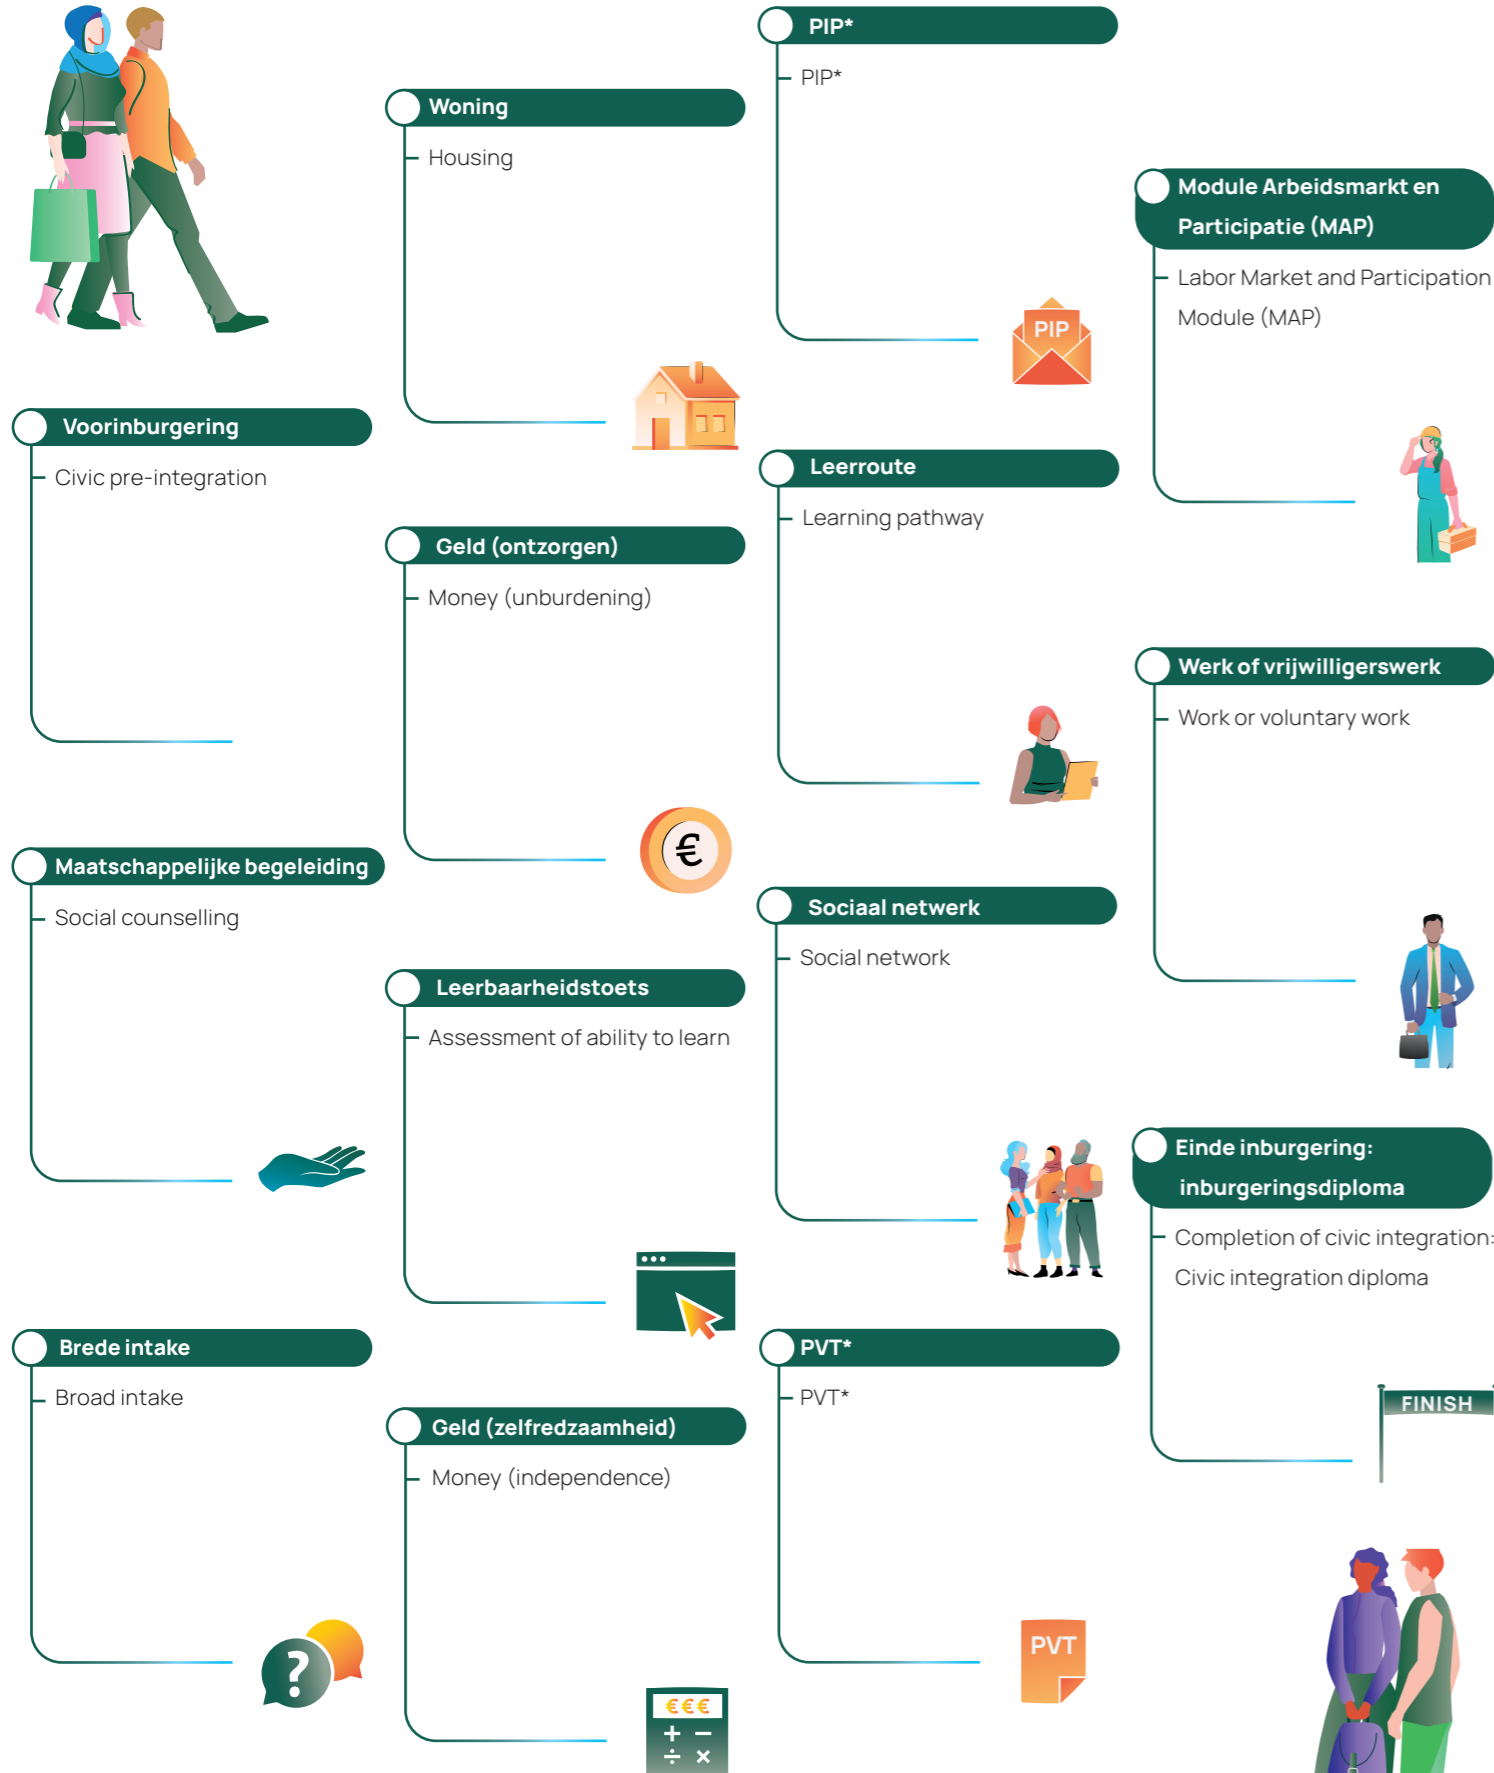 Voorinburgering
Civic pre-integration
Maatschappelijke begeleiding
Social counselling
Brede intake
Broad intake
?
Woning
Housing
Geld (ontzorgen)
Money (unburdening)
€
Leerbaarheidstoets
Assessment of ability to learn
Geld (zelfredzaamheid)
Money (independence)
€€€
+ −
÷ ×
PIP*
PIP*
PIP
Leerroute
Learning pathway
Sociaal netwerk
Social network
PVT*
PVT*
PVT
Module Arbeidsmarkt en
Participatie (MAP)
Labor Market and Participation
Module (MAP)
Werk of vrijwilligerswerk
Work or voluntary work
Einde inburgering:
inburgeringsdiploma
Completion of civic integration:
Civic integration diploma
FINISH